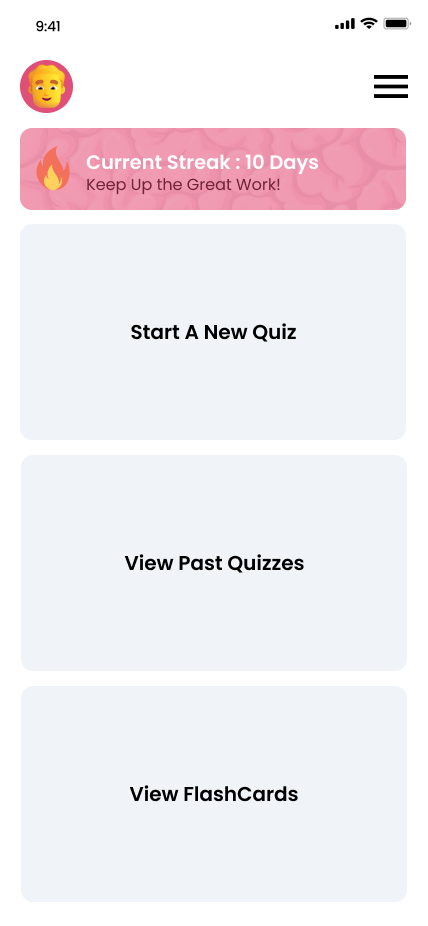 9:41
Current Streak : 10 Days
Keep Up the Great Work!
Start A New Quiz
View Past Quizzes
View FlashCards